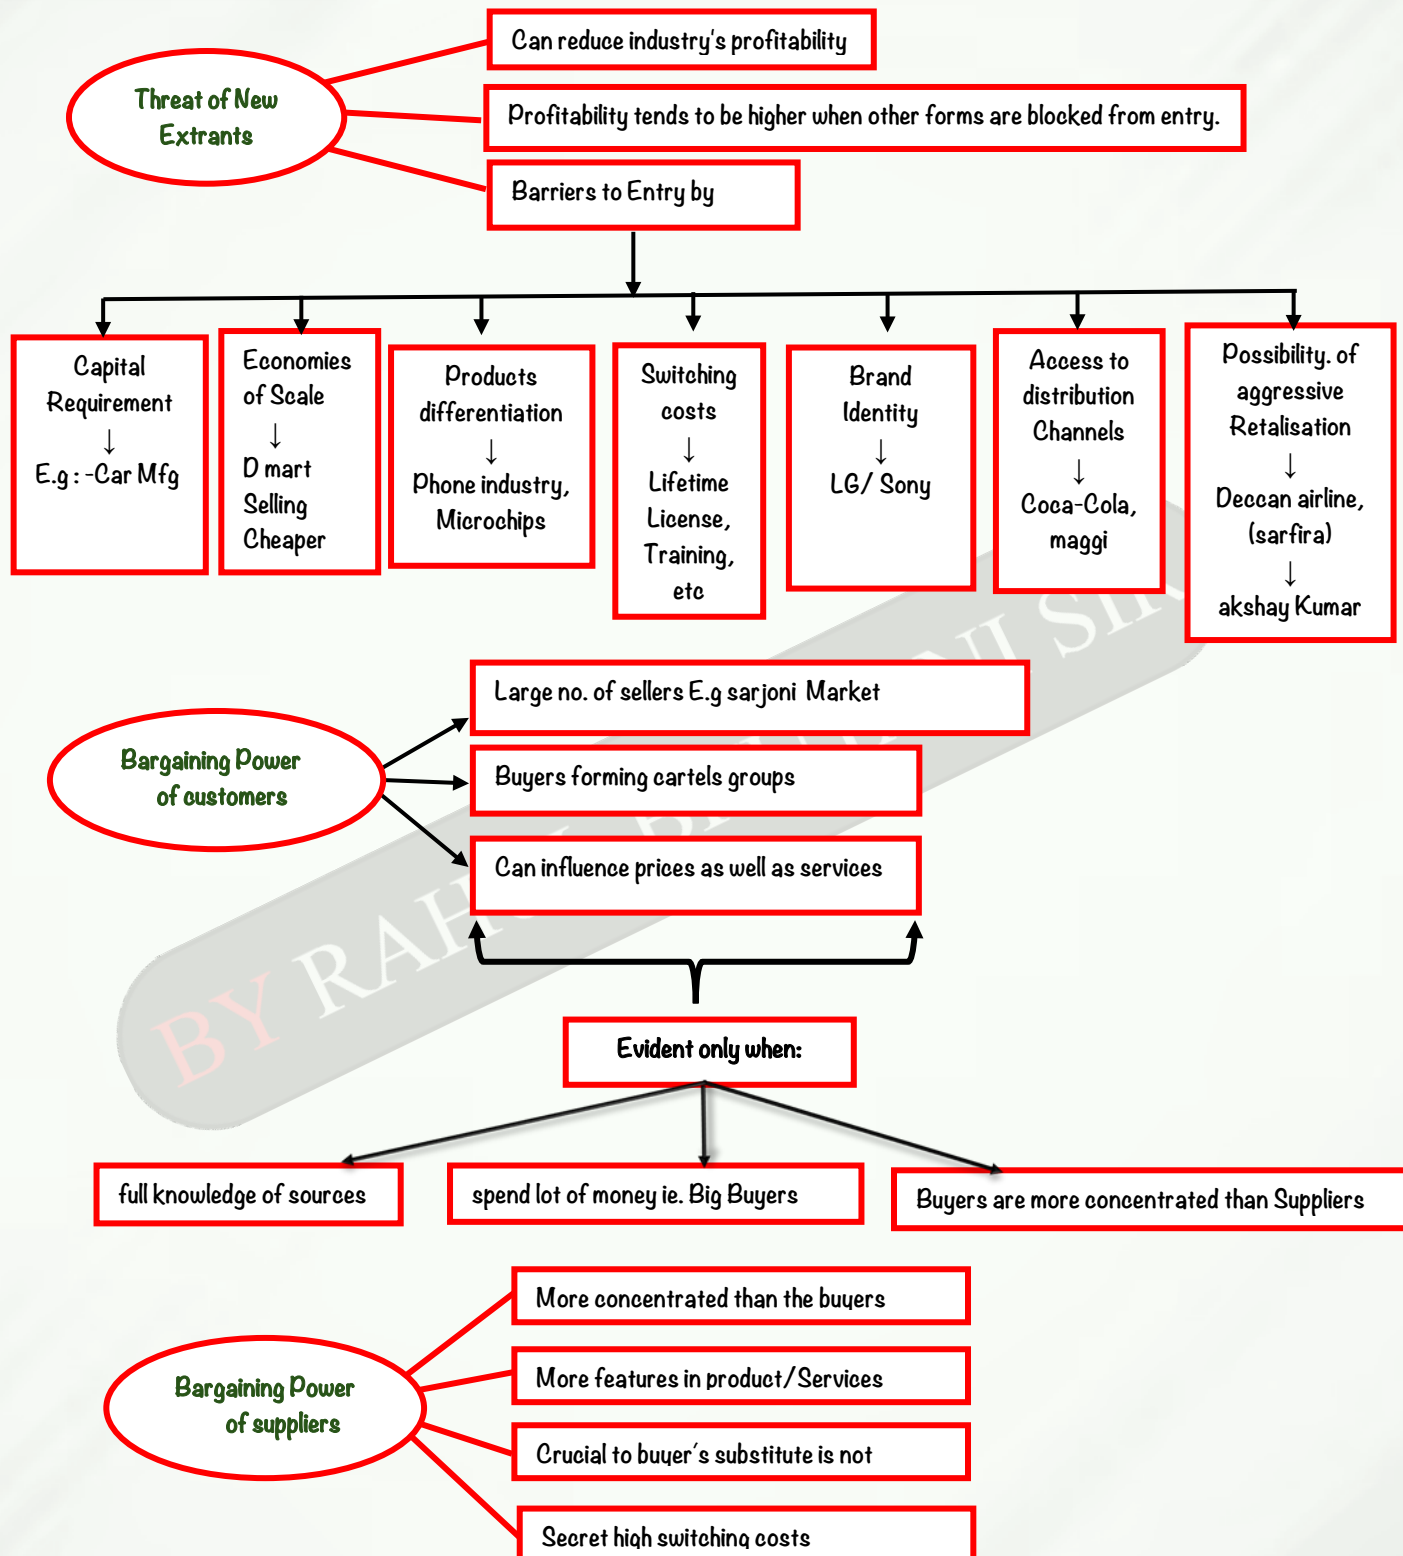 Can reduce industry's profitability
Threat of New
Extrants
Profitability tends to be higher when other forms are blocked from entry.
Barriers to Entry by
Capital
Requirement
↓
E.g : -Car Mfg
Economies
of Scale
↓
D mart
Selling
Cheaper
Products
differentiation
↓
Phone industry,
Microchips
Switching
costs
↓
Lifetime
License,
Training,
etc
Brand
Identity
↓
LG/ Sony
Access to
distribution
Channels
↓
Coca-Cola,
maggi
Possibility. of
aggressive
Retalisation
↓
Deccan airline,
(sarfira)
↓
akshay Kumar
Large no. of sellers E.g sarjoni Market
Bargaining Power
of customers
Buyers forming cartels groups
Can influence prices as well as services
Evident only when:
full knowledge of sources
spend lot of money ie. Big Buyers
Buyers are more concentrated than Suppliers
More concentrated than the buyers
Bargaining Power
of suppliers
More features in product/Services
Crucial to buyer's substitute is not
Secret high switching costs
BY SIR